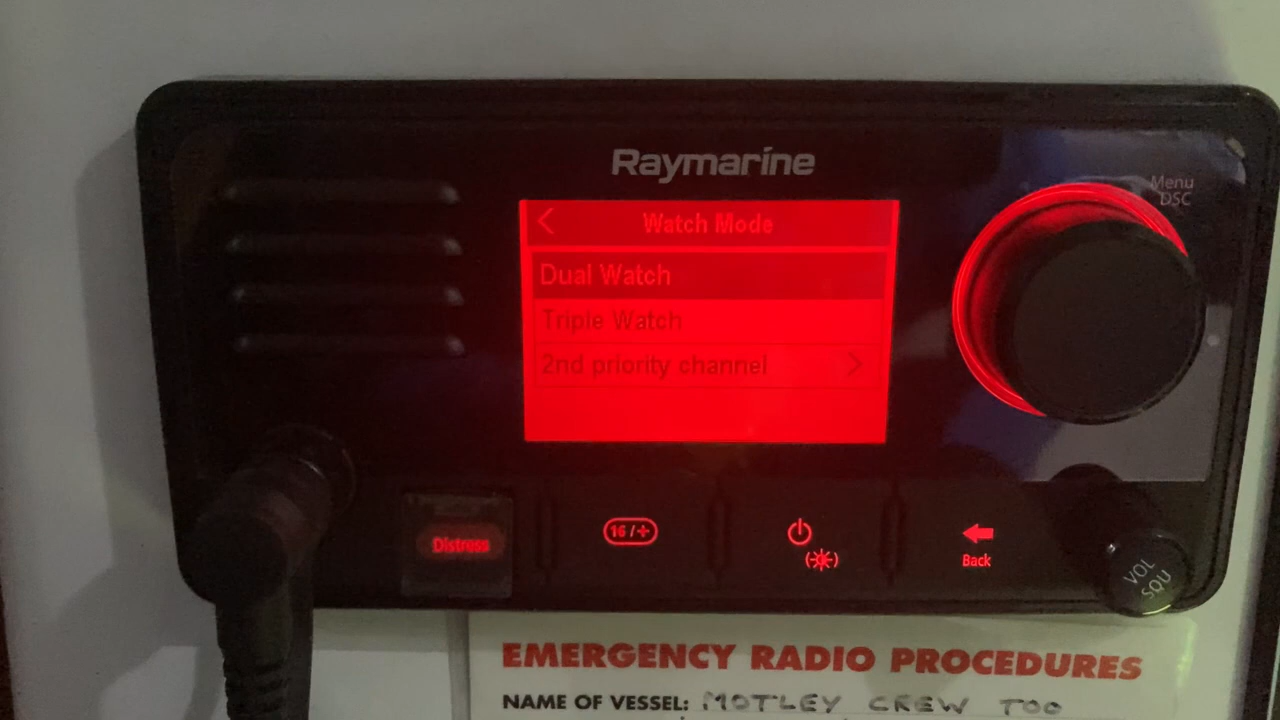 Raymarine
Menu
DSC
Watch Mode
Dual Watch
Triple Watch
2nd priority channel
Distress
16/+
Back
VOL
SQU
EMERGENCY RADIO PROCEDURES
NAME OF VESSEL: MOTLEY CREW TOO